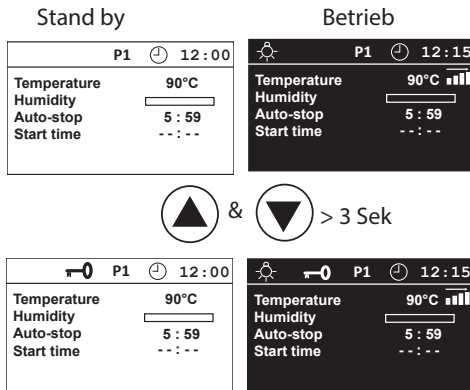 Stand by
P1 12:00
Temperature 90°C
Humidity
Auto-stop 5 : 59
Start time - - : - -
Betrieb
P1 12:15
Temperature 90°C
Humidity
Auto-stop 5 : 59
Start time - - : - -
& > 3 Sek
P1 12:00
Temperature 90°C
Humidity
Auto-stop 5 : 59
Start time - - : - -
P1 12:15
Temperature 90°C
Humidity
Auto-stop 5 : 59
Start time - - : - -